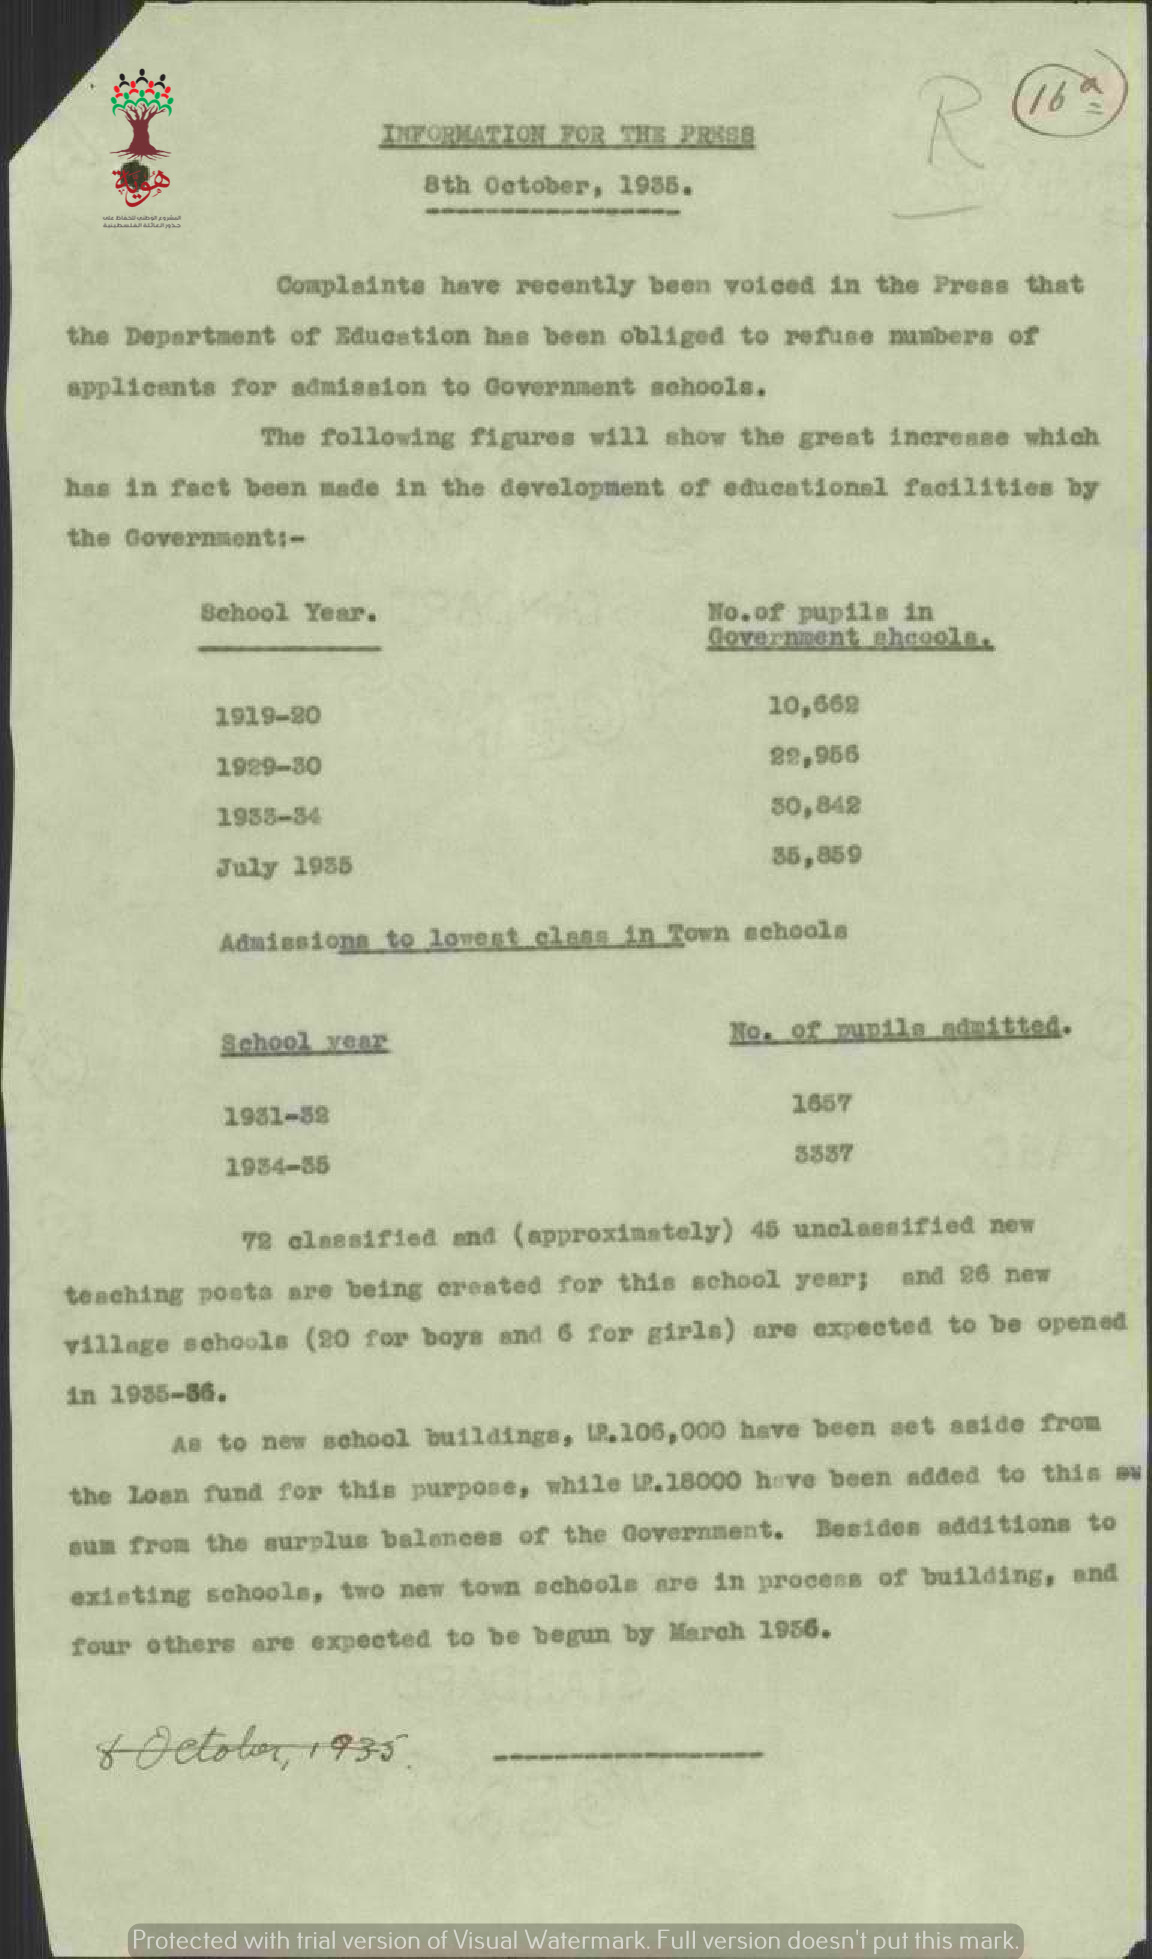 16 a
R
هوية
المشروع الوطني للحفاظ على
جذور العائلة الفلسطينية
INFORMATION FOR THE PRESS
8th October, 1935.
Complaints have recently been voiced in the Press that
the Department of Education has been obliged to refuse numbers of
applicants for admission to Government schools.
The following figures will show the great increase which
has in fact been made in the development of educational facilities by
the Government:-
School Year. No.of pupils in
Government shcools.
1919-20 10,662
1929-30 22,956
1933-34 30,842
July 1935 35,859
Admissions to lowest class in Town schools
School year No. of pupils admitted.
1931-32 1657
1934-35 3337
72 classified and (approximately) 45 unclassified new
teaching posts are being created for this school year; and 26 new
village schools (20 for boys and 6 for girls) are expected to be opened
in 1935-36.
As to new school buildings, LP.106,000 have been set aside from
the Loan fund for this purpose, while LP.18000 have been added to this
sum from the surplus balances of the Government. Besides additions to
existing schools, two new town schools are in process of building, and
four others are expected to be begun by March 1936.
8 October, 1935.
Protected with trial version of Visual Watermark. Full version doesn't put this mark.